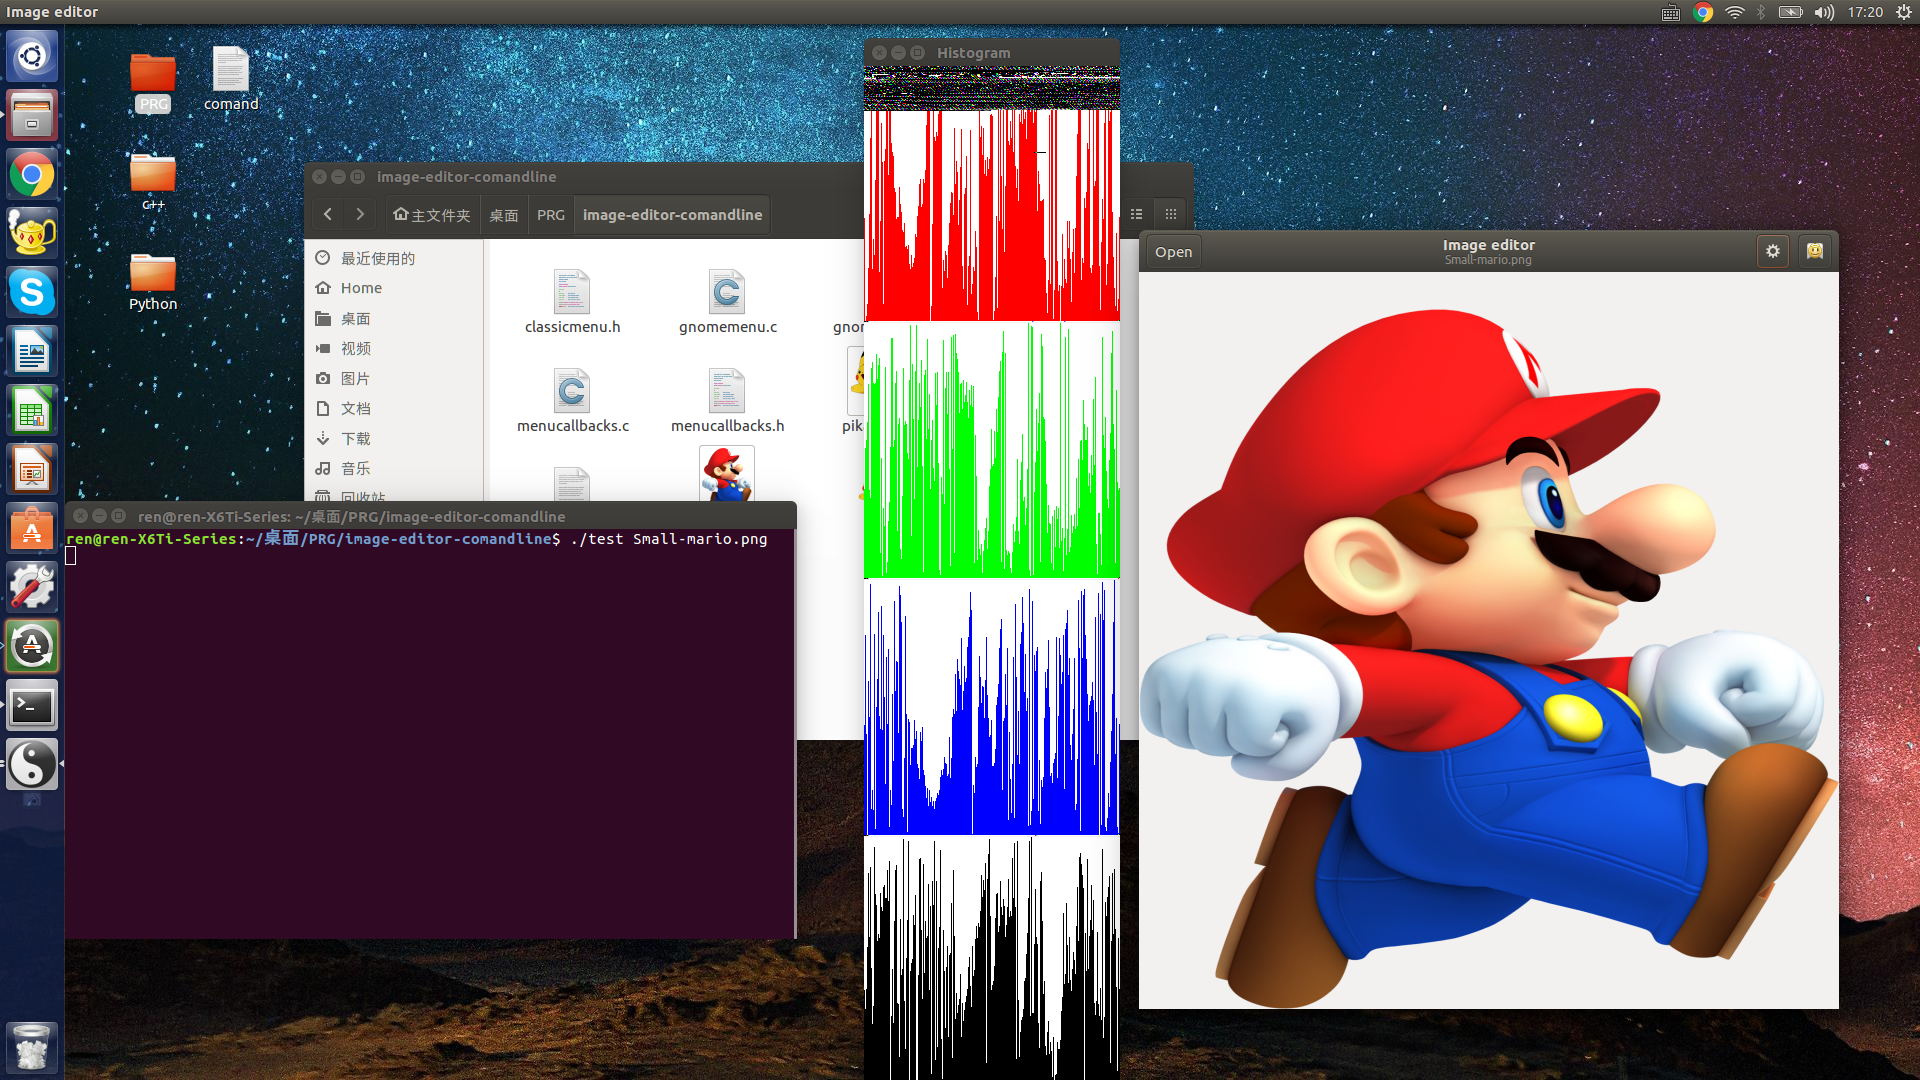 Image editor
17:20
PRG
comand
c++
Python
Histogram
image-editor-comandline
主文件夹
桌面
PRG
image-editor-comandline
最近使用的
Home
桌面
视频
图片
文档
下载
音乐
回收站
classicmenu.h
gnomemenu.c
gnom
menucallbacks.c
menucallbacks.h
pika
ren@ren-X6Ti-Series: ~/桌面/PRG/image-editor-comandline
ren@ren-X6Ti-Series:~/桌面/PRG/image-editor-comandline$ ./test Small-mario.png
Open
Image editor
Small-mario.png